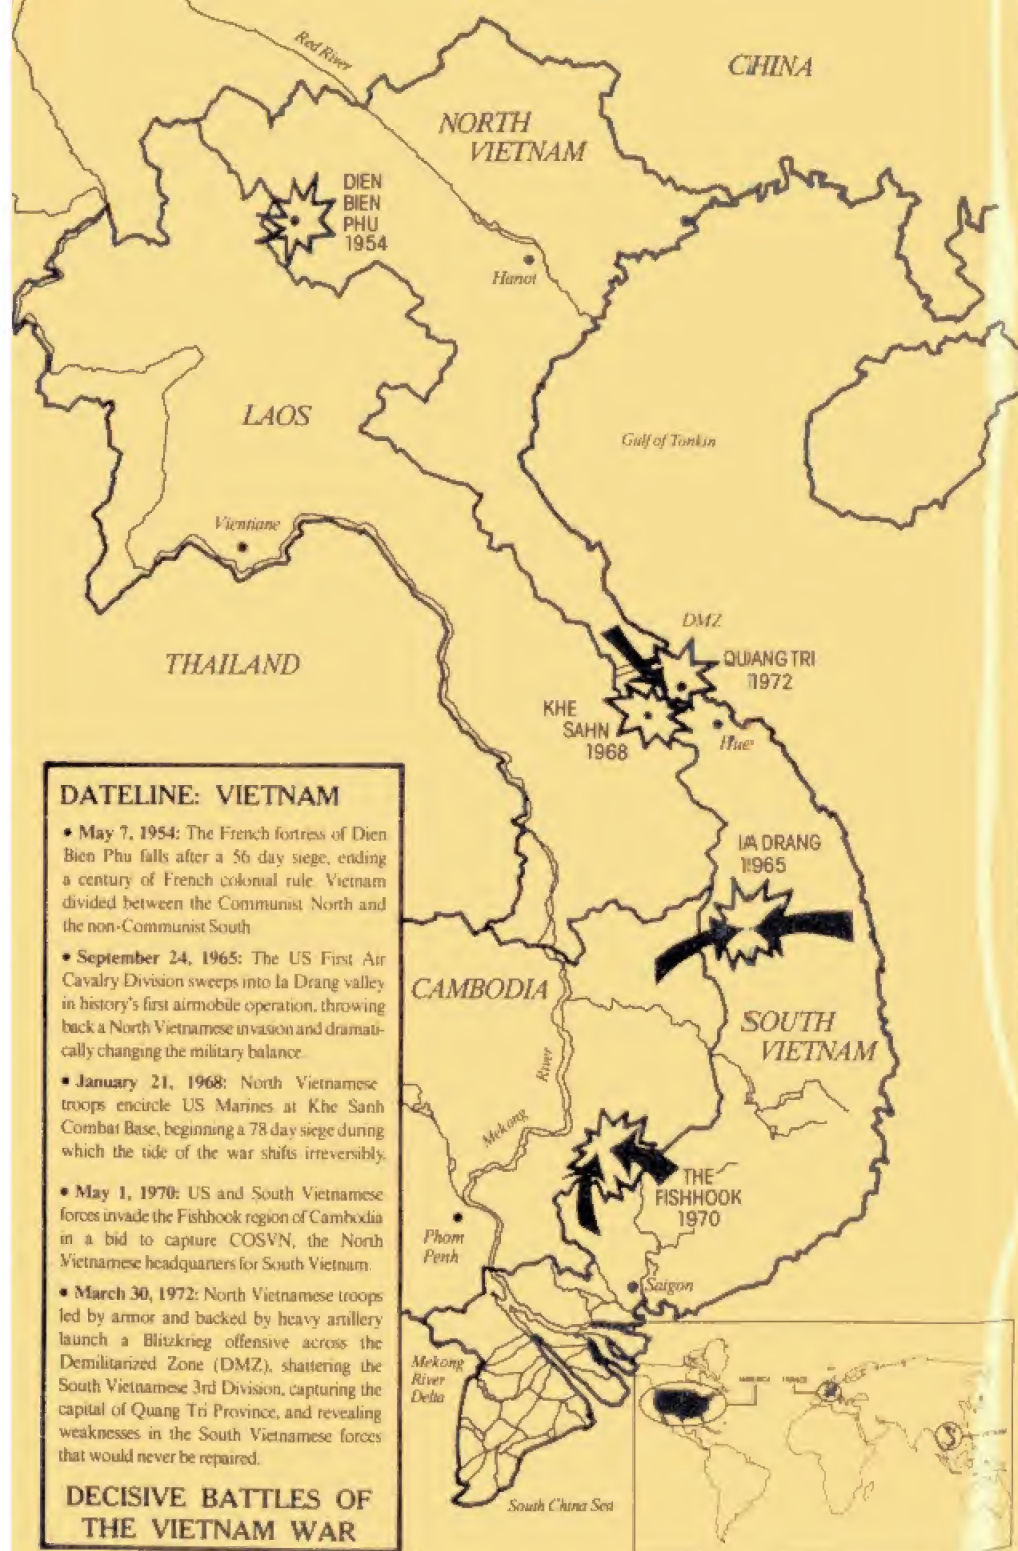 Red River
CHINA
NORTH
VIETNAM
DIEN
BIEN
PHU
1954
Hanoi
LAOS
Gulf of Tonkin
Vientiane
DMZ
THAILAND
QUANG TRI
1972
KHE
SAHN
1968
Hue
IA DRANG
1965
CAMBODIA
SOUTH
VIETNAM
River
Mekong
THE
FISHHOOK
1970
Phom
Penh
Saigon
Mekong
River
Delta
South China Sea
DATELINE: VIETNAM
• May 7, 1954: The French fortress of Dien
Bien Phu falls after a 56 day siege, ending
a century of French colonial rule. Vietnam
divided between the Communist North and
the non-Communist South
• September 24, 1965: The US First Air
Cavalry Division sweeps into Ia Drang valley
in history's first airmobile operation, throwing
back a North Vietnamese invasion and dramati-
cally changing the military balance.
• January 21, 1968: North Vietnamese
troops encircle US Marines at Khe Sanh
Combat Base, beginning a 78 day siege during
which the tide of the war shifts irreversibly.
• May 1, 1970: US and South Vietnamese
forces invade the Fishhook region of Cambodia
in a bid to capture COSVN, the North
Vietnamese headquarters for South Vietnam.
• March 30, 1972: North Vietnamese troops
led by armor and backed by heavy artillery
launch a Blitzkrieg offensive across the
Demilitarized Zone (DMZ), shattering the
South Vietnamese 3rd Division, capturing the
capital of Quang Tri Province, and revealing
weaknesses in the South Vietnamese forces
that would never be repaired.
DECISIVE BATTLES OF
THE VIETNAM WAR